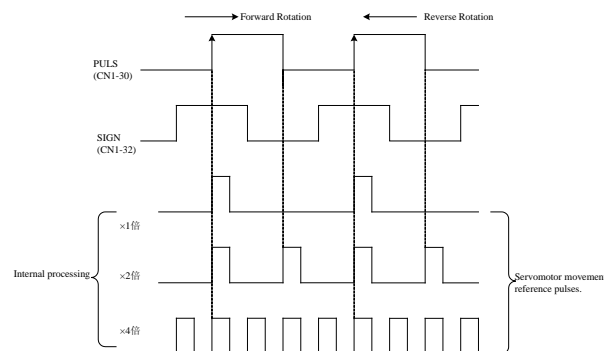 Forward Rotation
Reverse Rotation
PULS
(CN1-30)
SIGN
(CN1-32)
×1倍
Internal processing
×2倍
Servomotor movemen
reference pulses.
×4倍